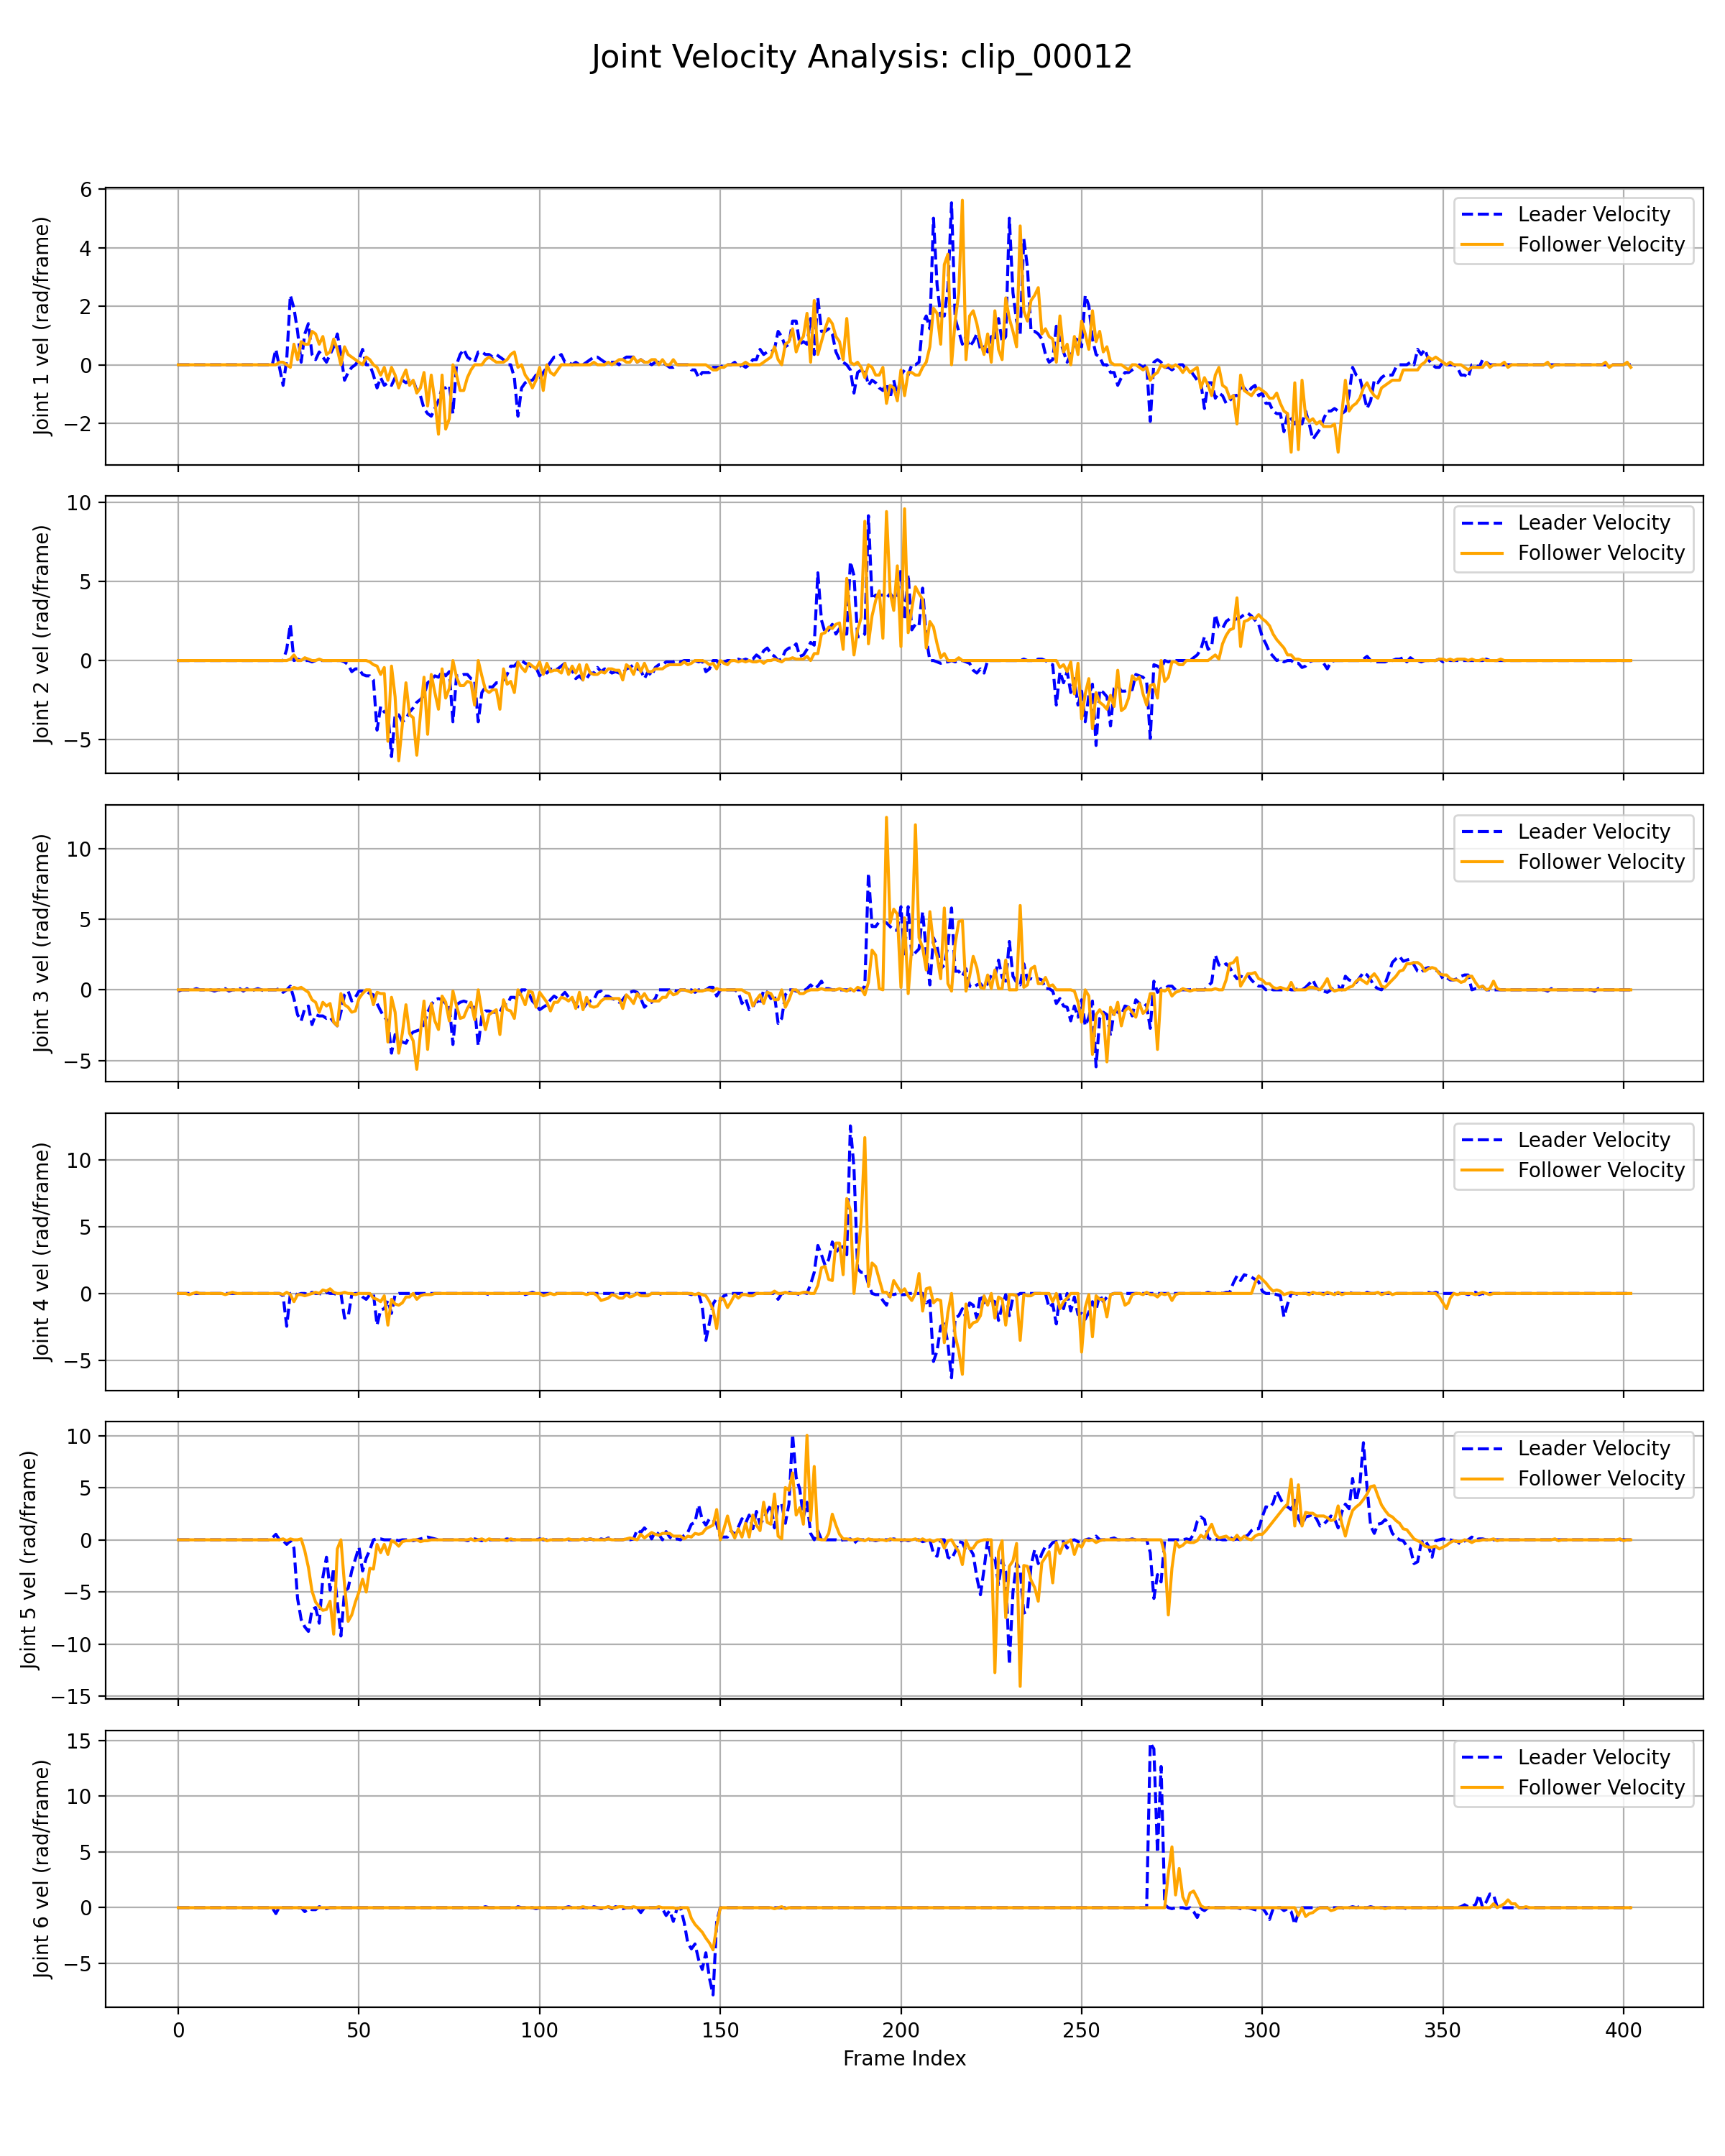 Joint Velocity Analysis: clip_00012
Joint 1 vel (rad/frame)
6
4
2
0
−2
Leader Velocity
Follower Velocity
Joint 2 vel (rad/frame)
10
5
0
−5
Leader Velocity
Follower Velocity
Joint 3 vel (rad/frame)
10
5
0
−5
Leader Velocity
Follower Velocity
Joint 4 vel (rad/frame)
10
5
0
−5
Leader Velocity
Follower Velocity
Joint 5 vel (rad/frame)
10
5
0
−5
−10
−15
Leader Velocity
Follower Velocity
Joint 6 vel (rad/frame)
15
10
5
0
−5
Leader Velocity
Follower Velocity
0 50 100 150 200 250 300 350 400
Frame Index